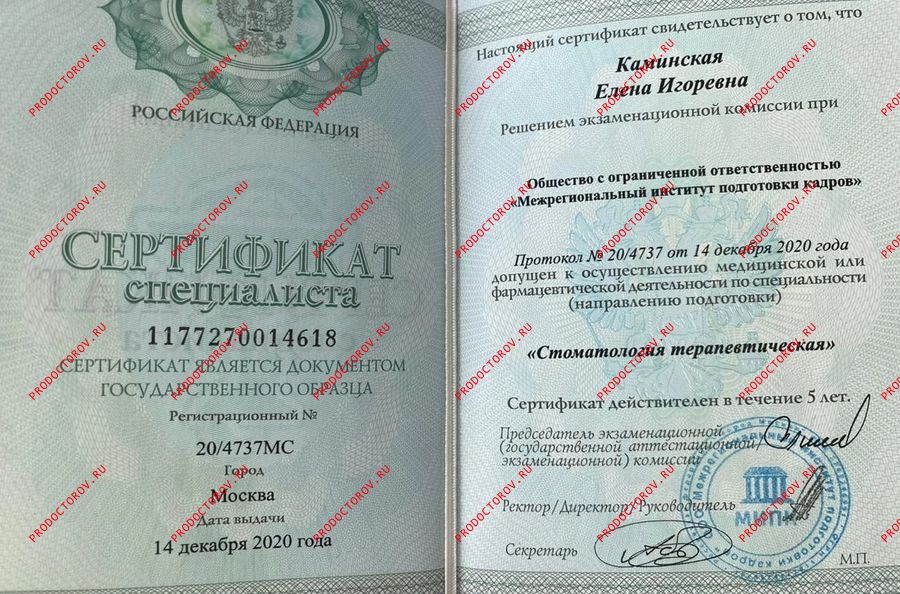 РОССИЙСКАЯ ФЕДЕРАЦИЯ
СЕРТИФИКАТ
специалиста
1177270014618
СЕРТИФИКАТ ЯВЛЯЕТСЯ ДОКУМЕНТОМ
ГОСУДАРСТВЕННОГО ОБРАЗЦА
Регистрационный №
20/4737МС
Город
Москва
Дата выдачи
14 декабря 2020 года
Настоящий сертификат свидетельствует о том, что
Каминская
Елена Игоревна
Решением экзаменационной комиссии при
Общество с ограниченной ответственностью
«Межрегиональный институт подготовки кадров»
Протокол № 20/4737 от 14 декабря 2020 года
допущен к осуществлению медицинской или
фармацевтической деятельности по специальности
(направлению подготовки)
«Стоматология терапевтическая»
Сертификат действителен в течение 5 лет.
Председатель экзаменационной
(государственной аттестационной/
экзаменационной) комиссии
Ректор/Директор/Руководитель
Секретарь
М.П.
МИПК
PRODOCTOROV.RU